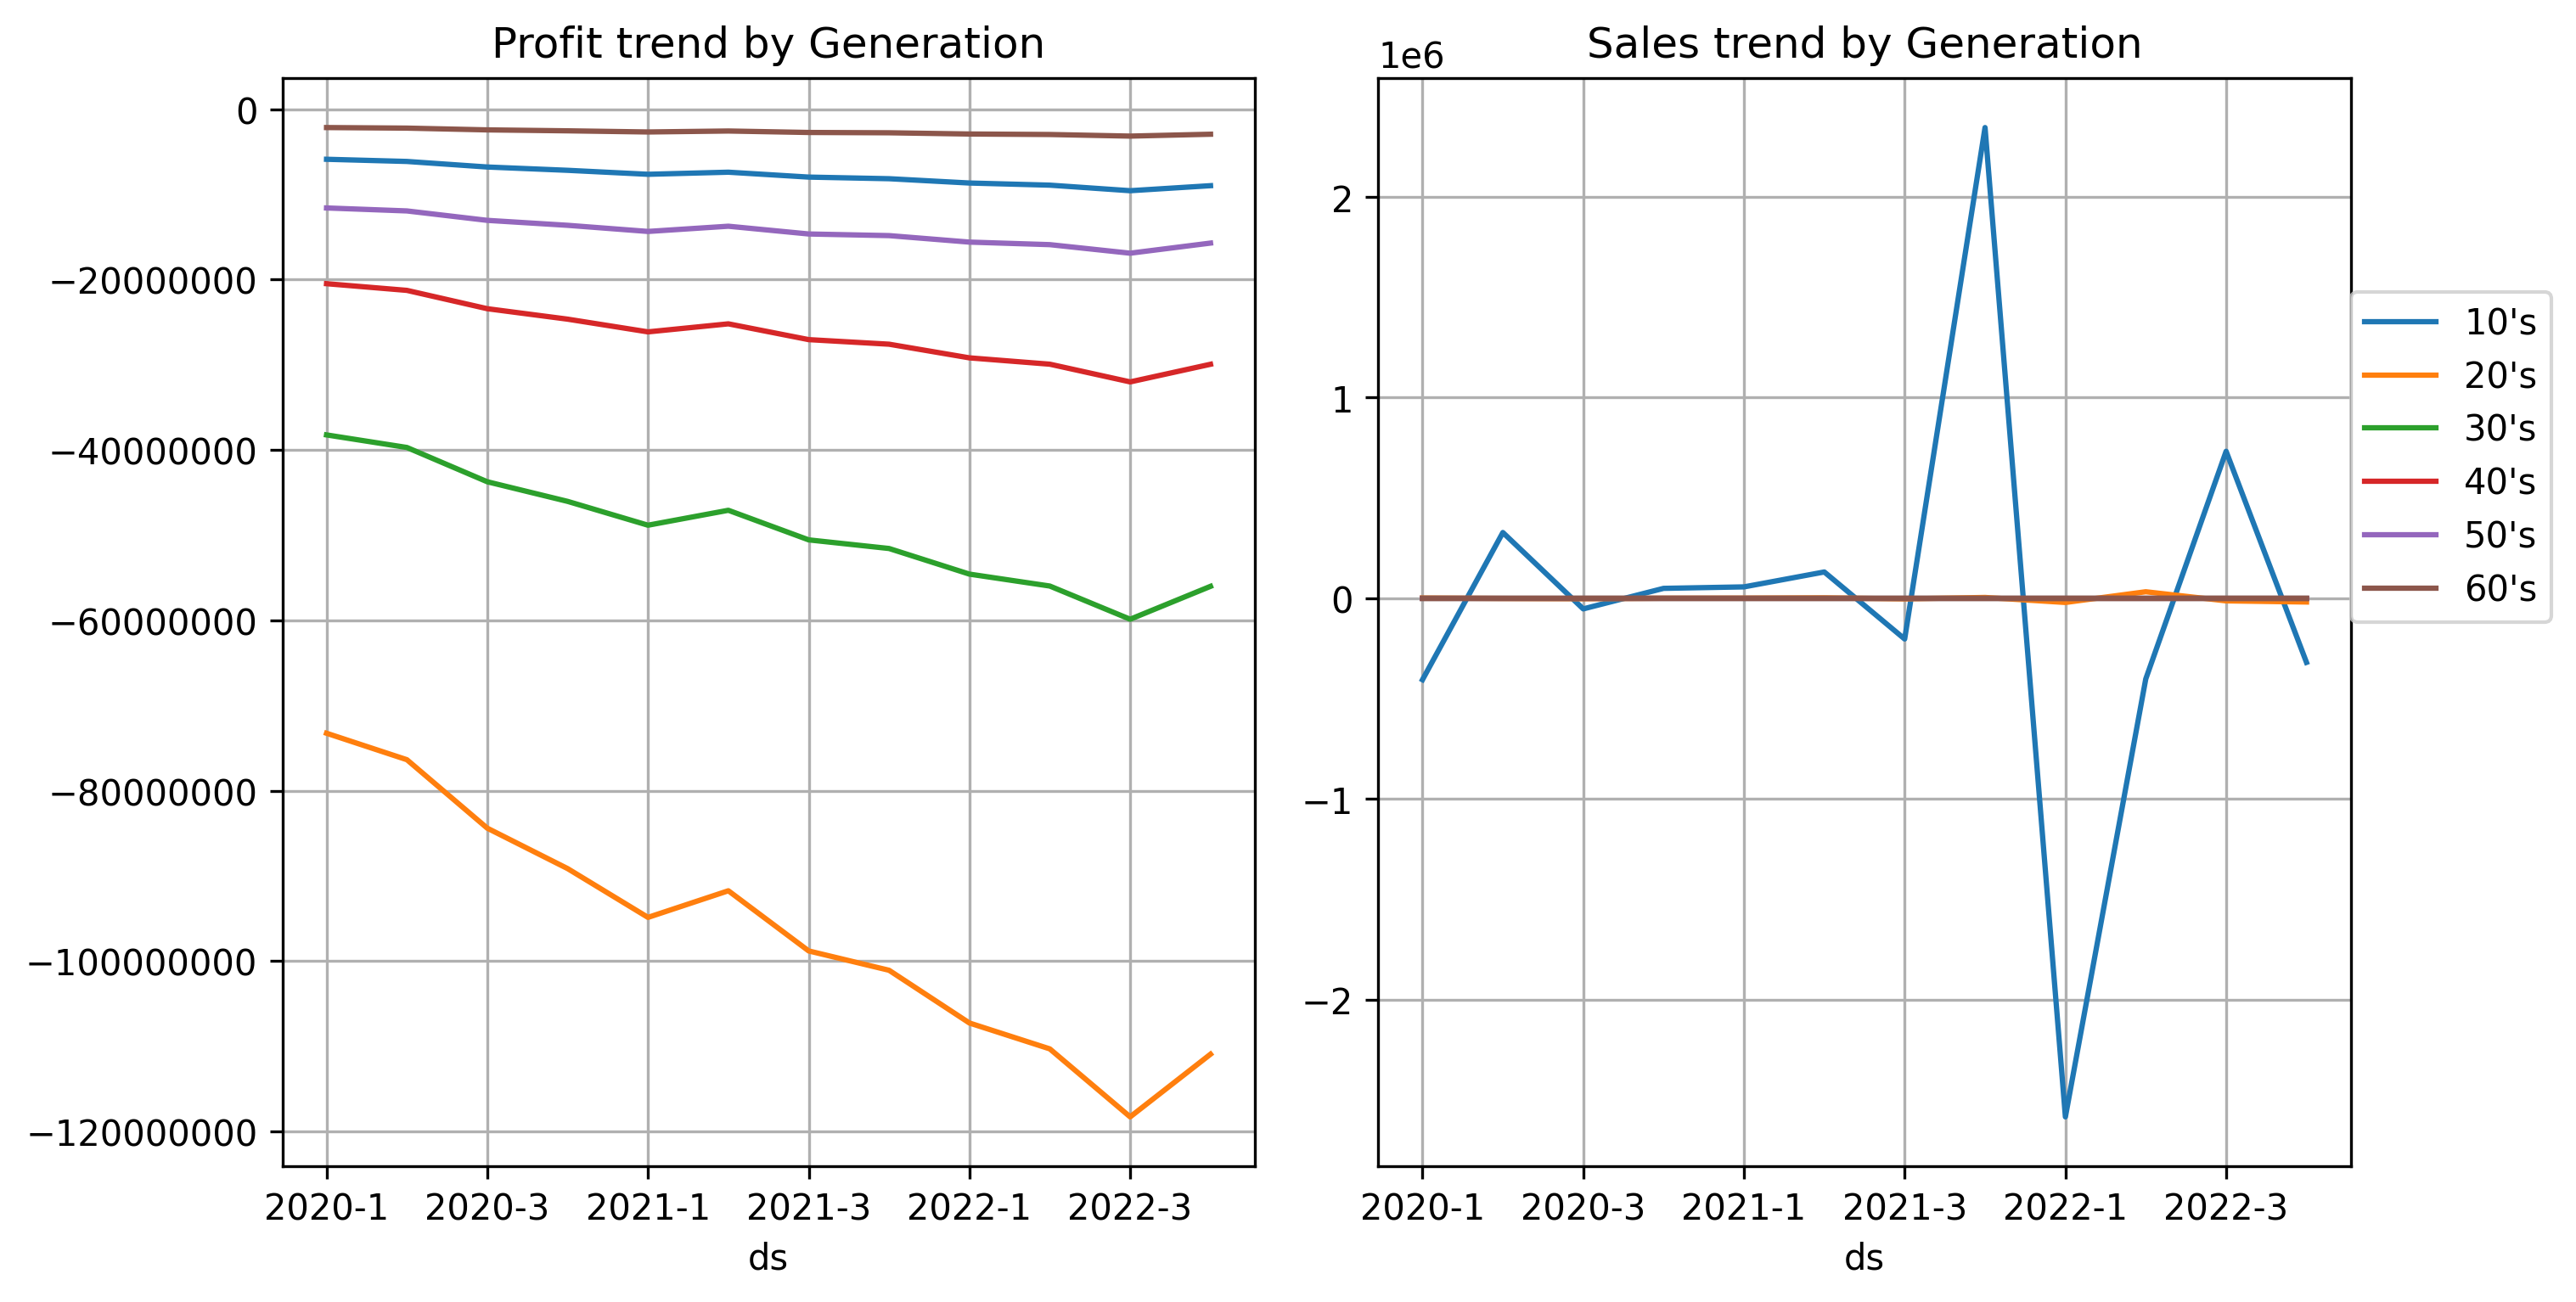 Profit trend by Generation
0
−20000000
−40000000
−60000000
−80000000
−100000000
−120000000
2020-1 2020-3 2021-1 2021-3 2022-1 2022-3
ds
Sales trend by Generation
1e6
2
1
0
−1
−2
2020-1 2020-3 2021-1 2021-3 2022-1 2022-3
ds
10's
20's
30's
40's
50's
60's